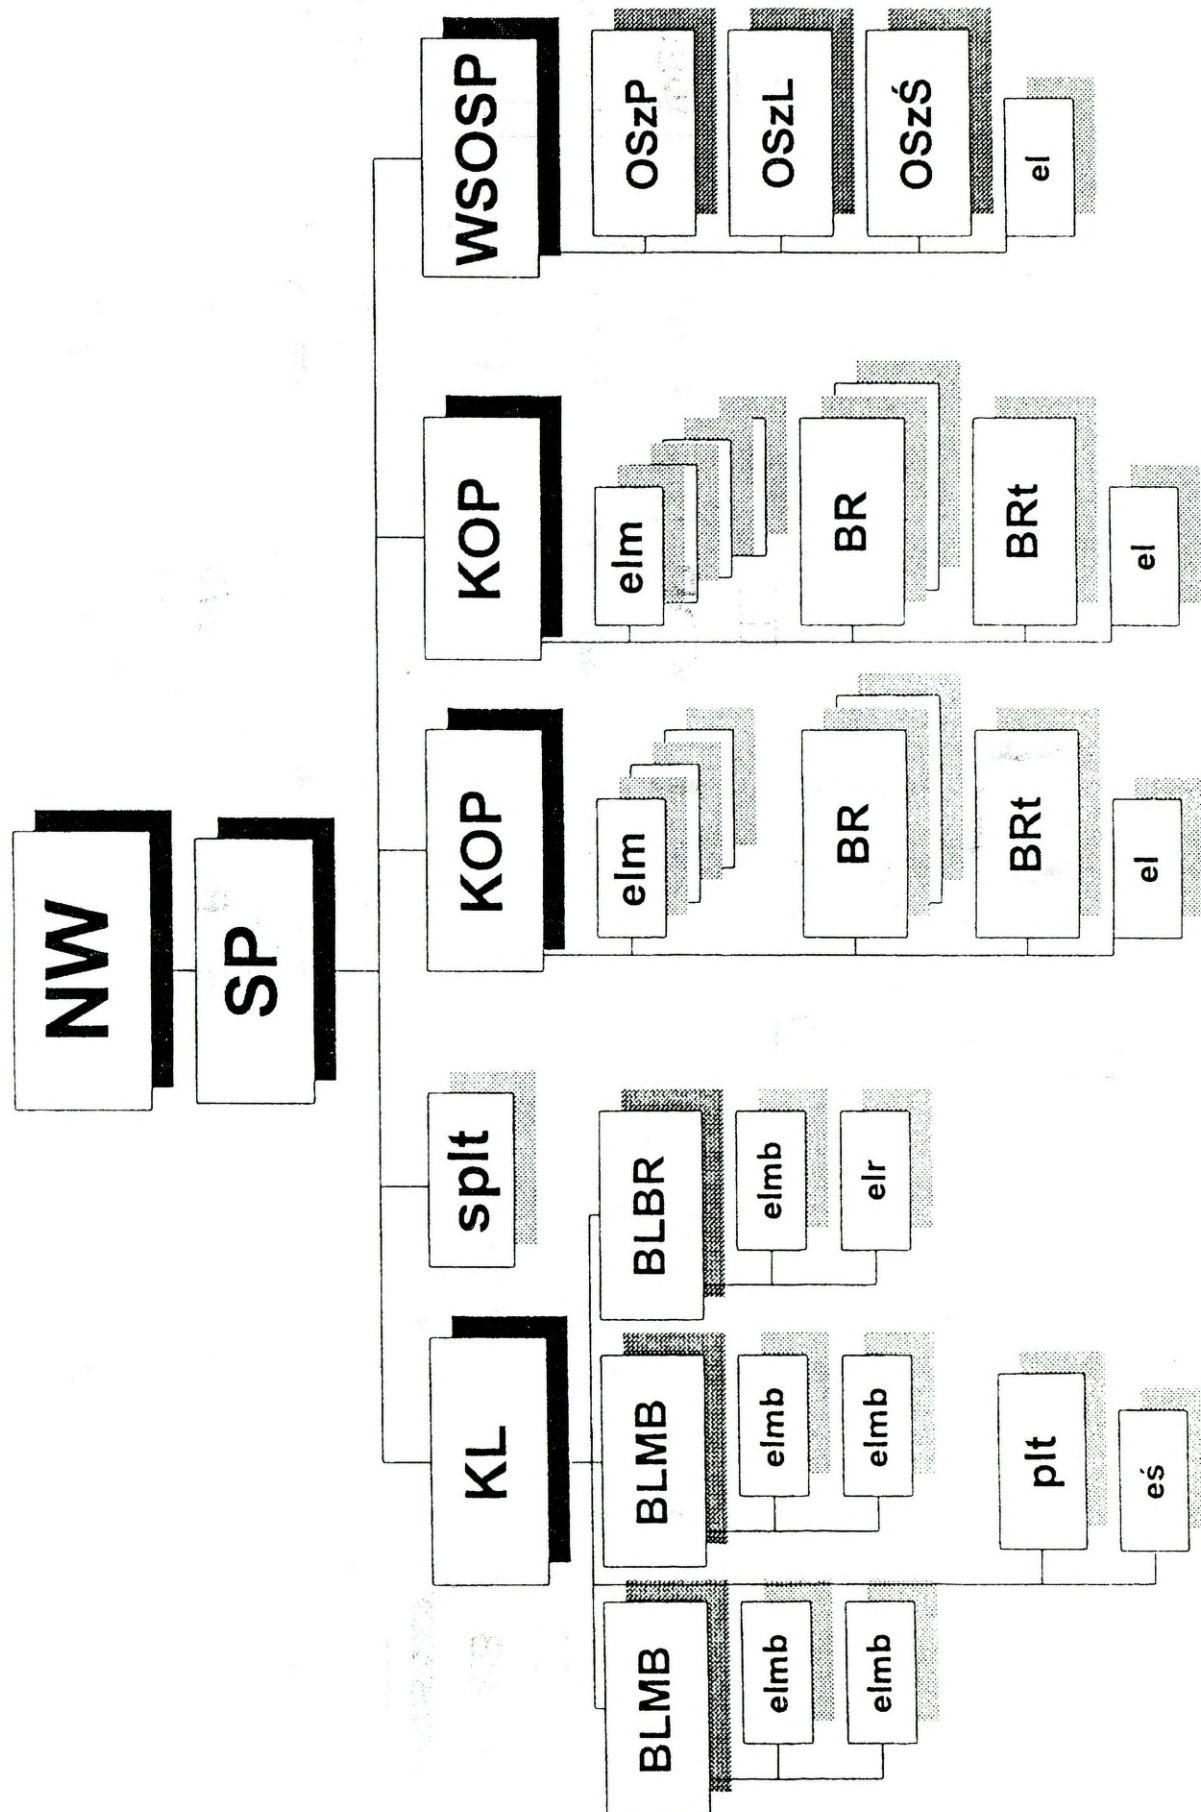 NW
SP
KL
splt
KOP
KOP
WSOSP
BLMB
elmb
elmb
BLMB
elmb
elmb
BLBR
elmb
elr
plt
eś
elm
BR
BRt
el
elm
BR
BRt
el
OSzP
OSzL
OSzŚ
el